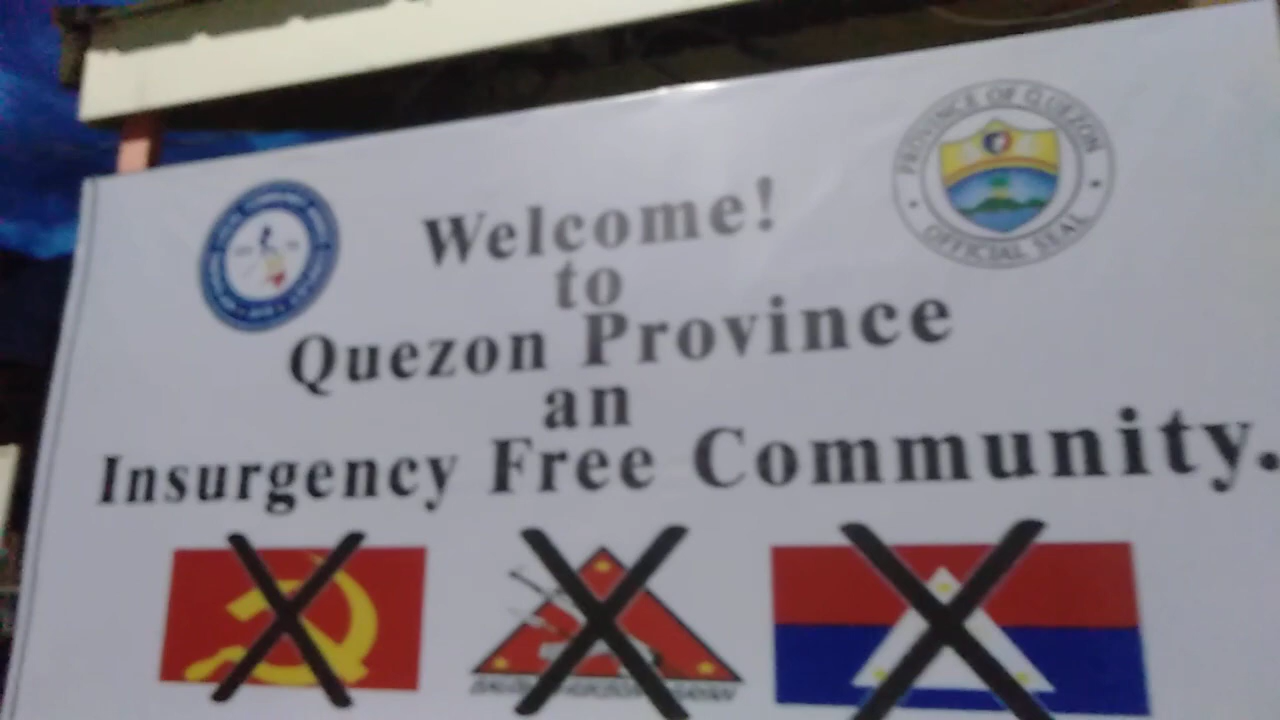 PROVINCE OF QUEZON
OFFICIAL SEAL
Welcome!
to
Quezon Province
an
Insurgency Free Community.